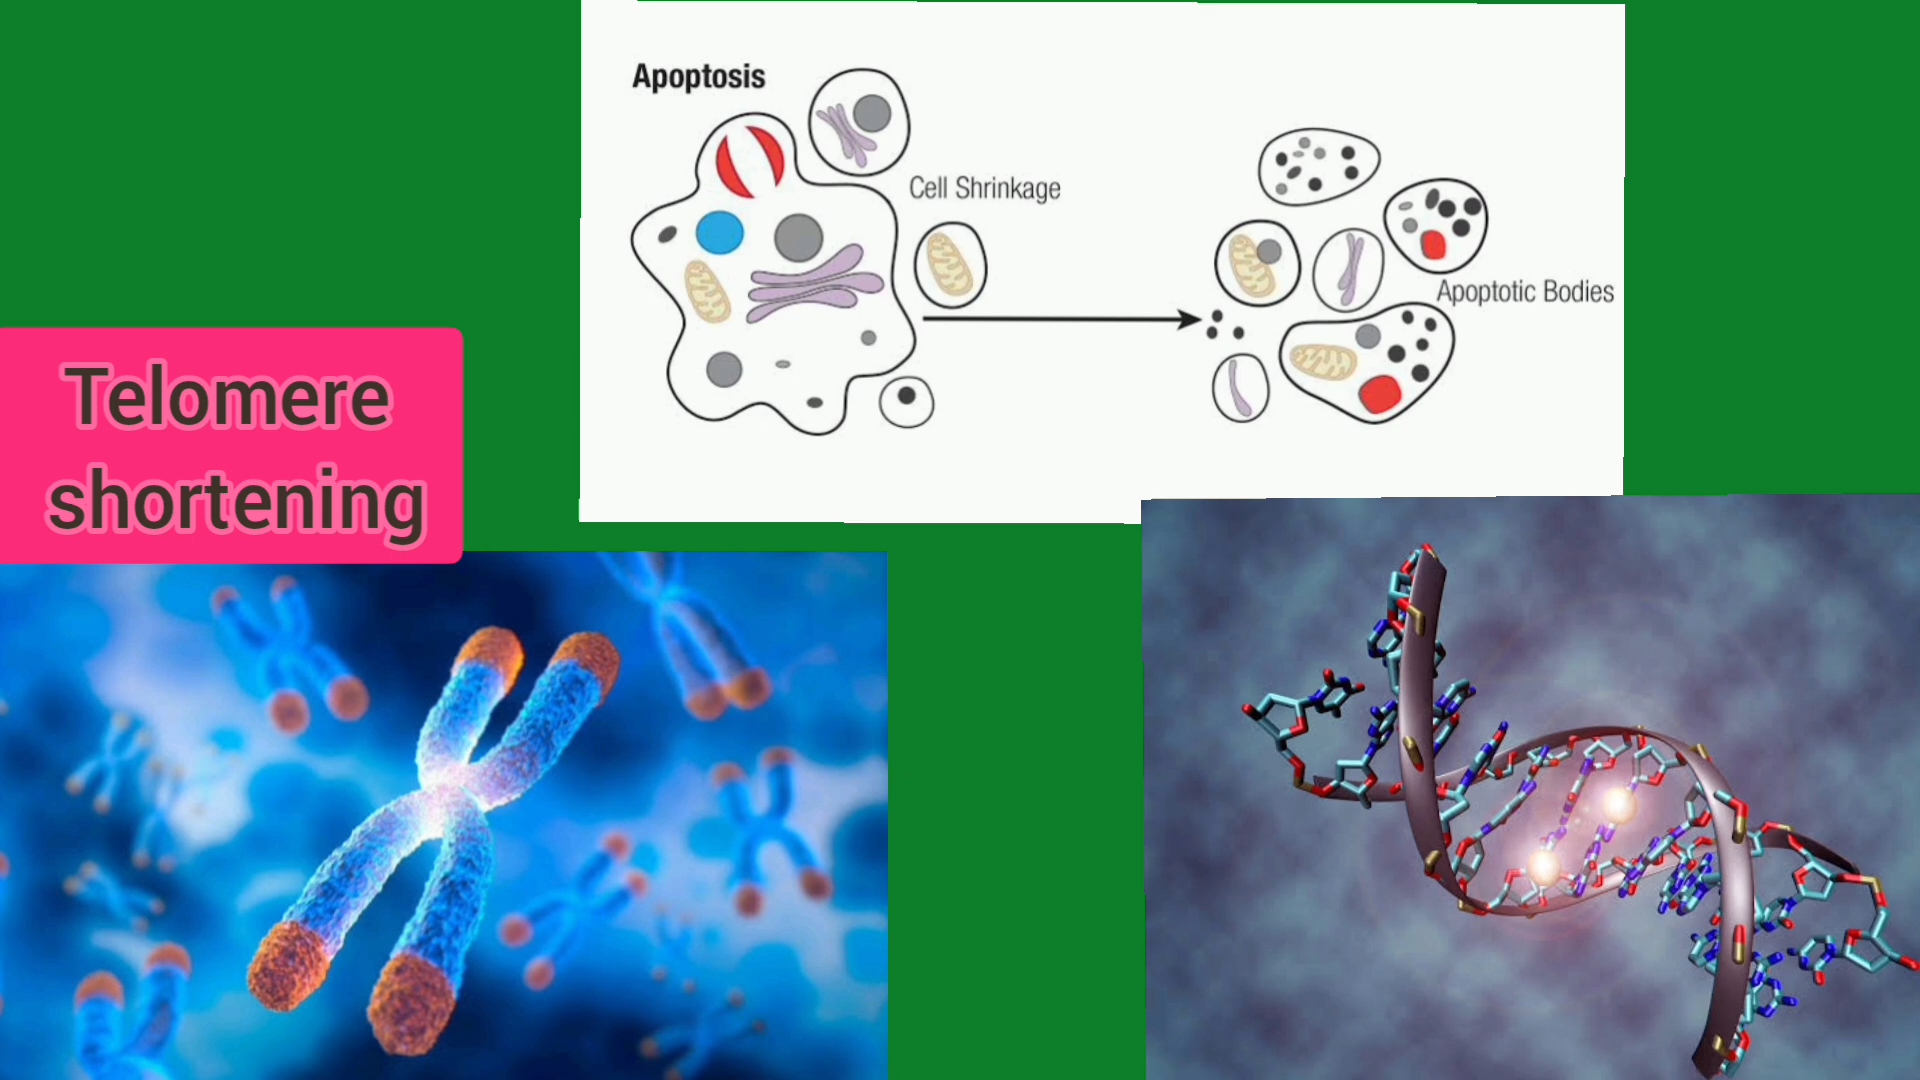 Apoptosis
Cell Shrinkage
Apoptotic Bodies
Telomere
shortening